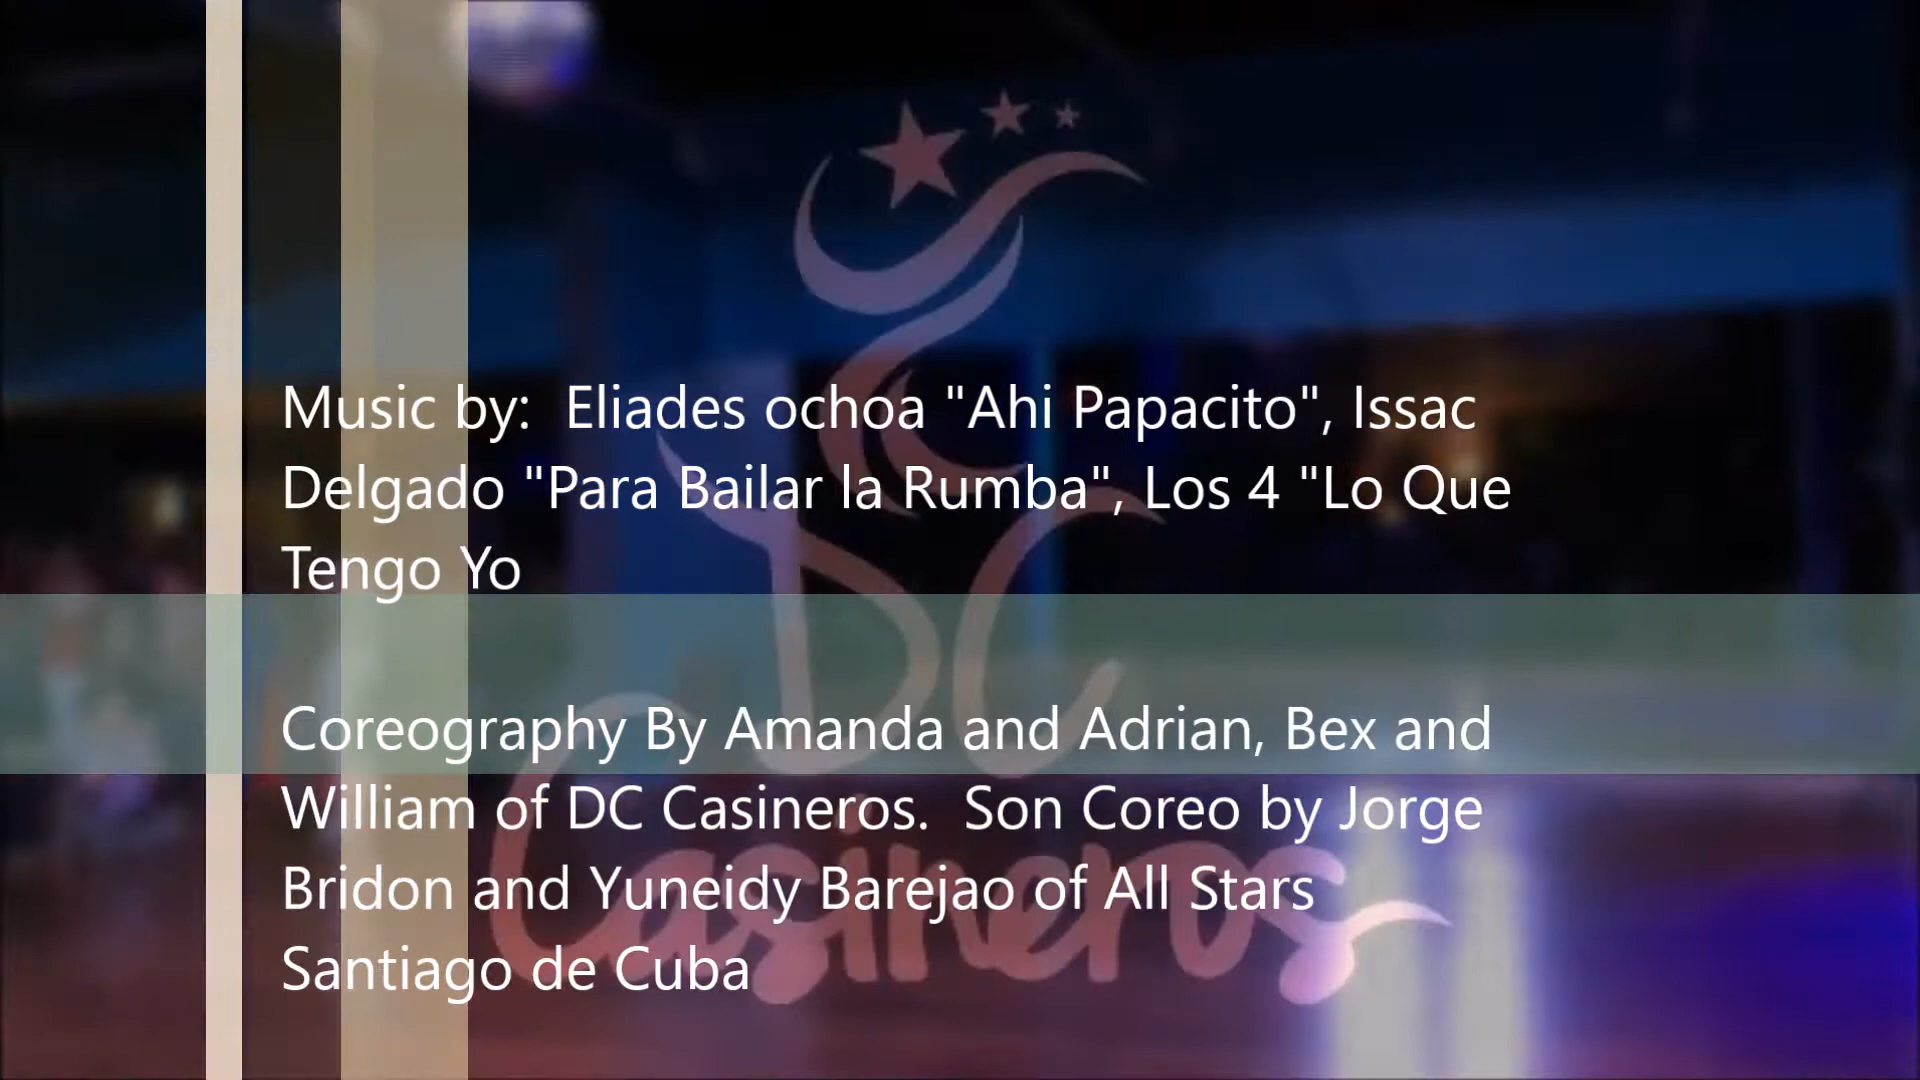 DC
Casineros
Music by:  Eliades ochoa "Ahi Papacito", Issac
Delgado "Para Bailar la Rumba", Los 4 "Lo Que
Tengo Yo
Coreography By Amanda and Adrian, Bex and
William of DC Casineros.  Son Coreo by Jorge
Bridon and Yuneidy Barejao of All Stars
Santiago de Cuba